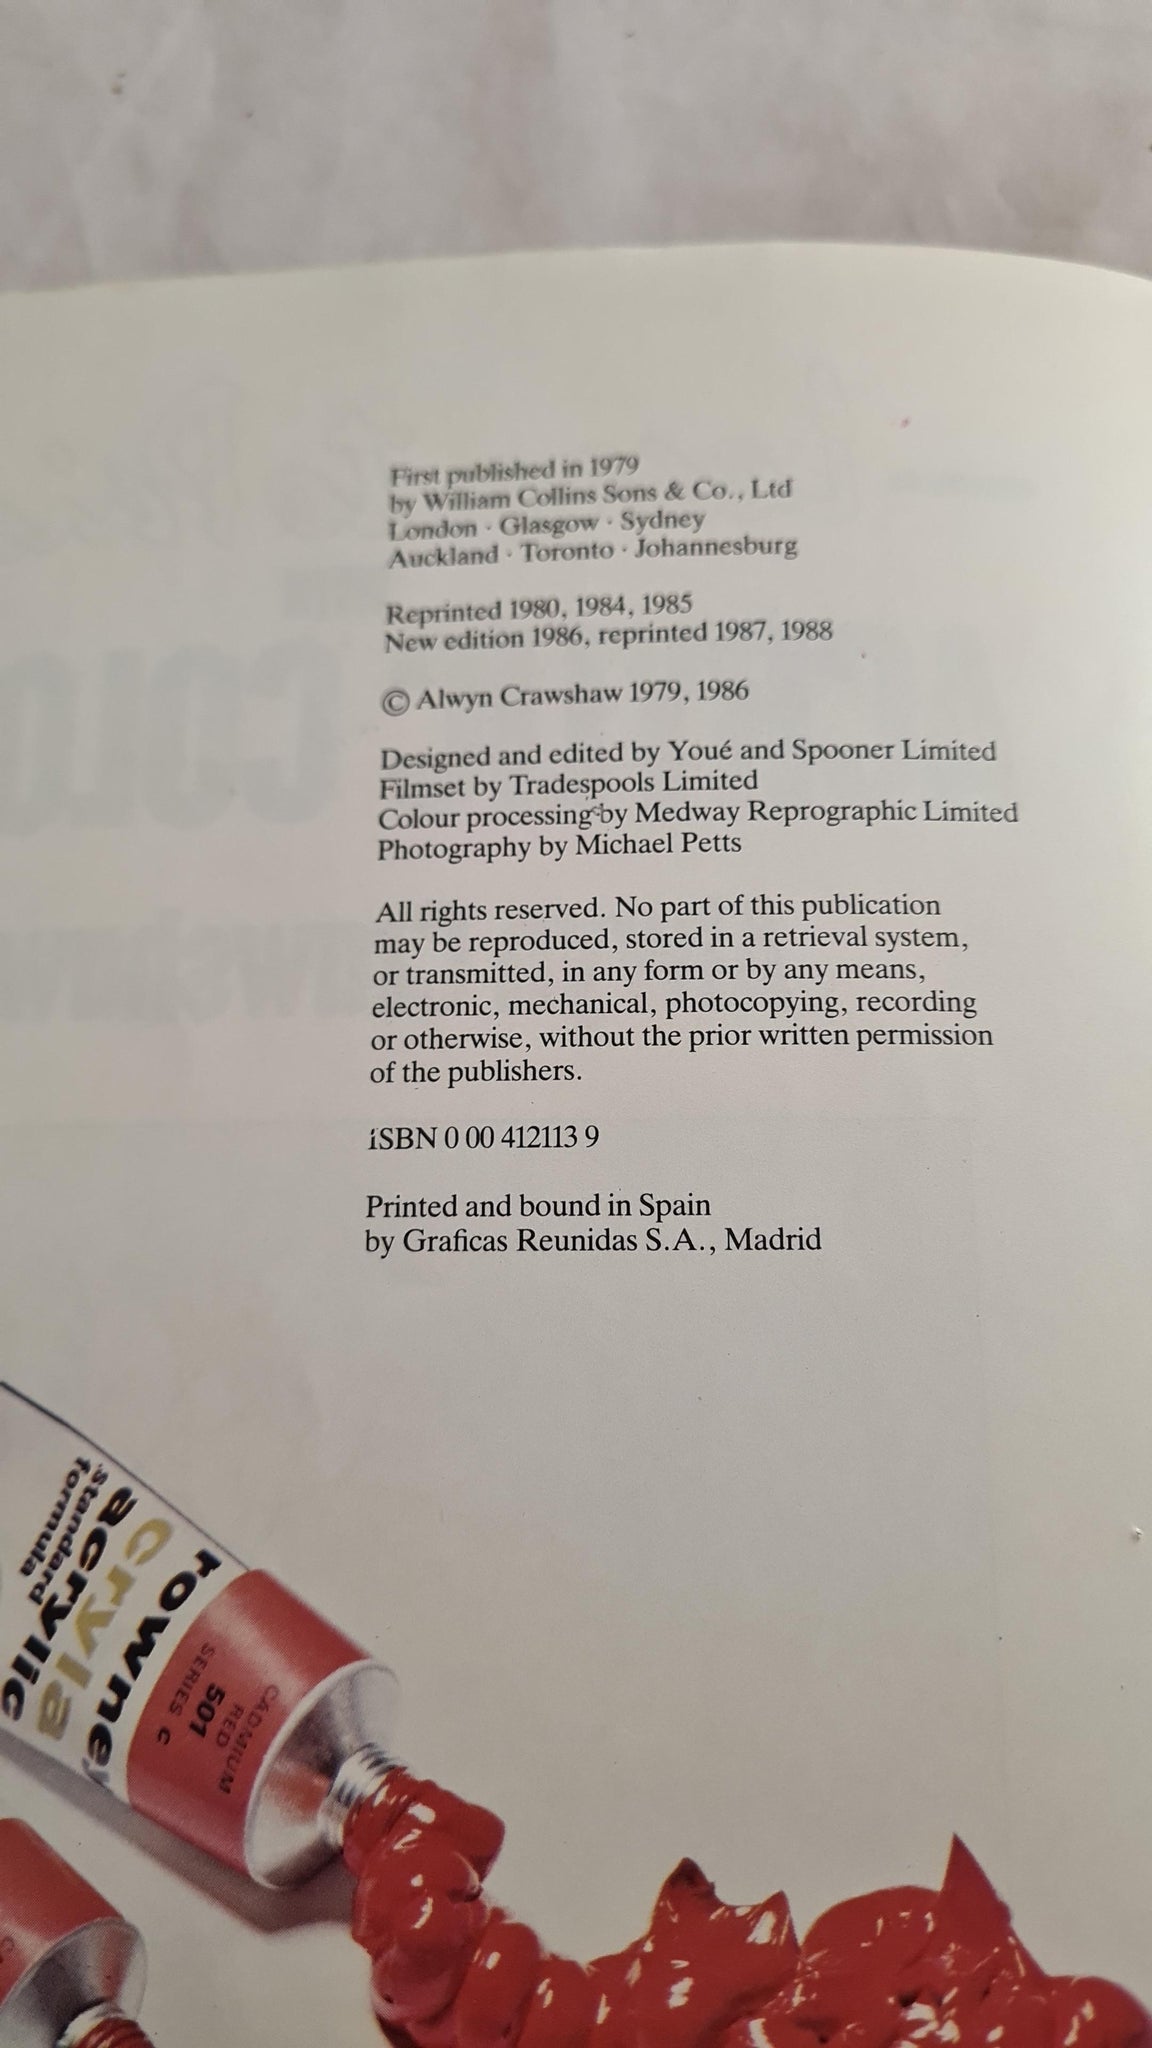 First published in 1979
by William Collins Sons & Co., Ltd
London · Glasgow · Sydney
Auckland · Toronto · Johannesburg
Reprinted 1980, 1984, 1985
New edition 1986, reprinted 1987, 1988
© Alwyn Crawshaw 1979, 1986
Designed and edited by Youé and Spooner Limited
Filmset by Tradespools Limited
Colour processing by Medway Reprographic Limited
Photography by Michael Petts
All rights reserved. No part of this publication
may be reproduced, stored in a retrieval system,
or transmitted, in any form or by any means,
electronic, mechanical, photocopying, recording
or otherwise, without the prior written permission
of the publishers.
ISBN 0 00 412113 9
Printed and bound in Spain
by Graficas Reunidas S.A., Madrid
rowney
cryla
acrylic
standard
formula
CADMIUM
RED
501
SERIES C